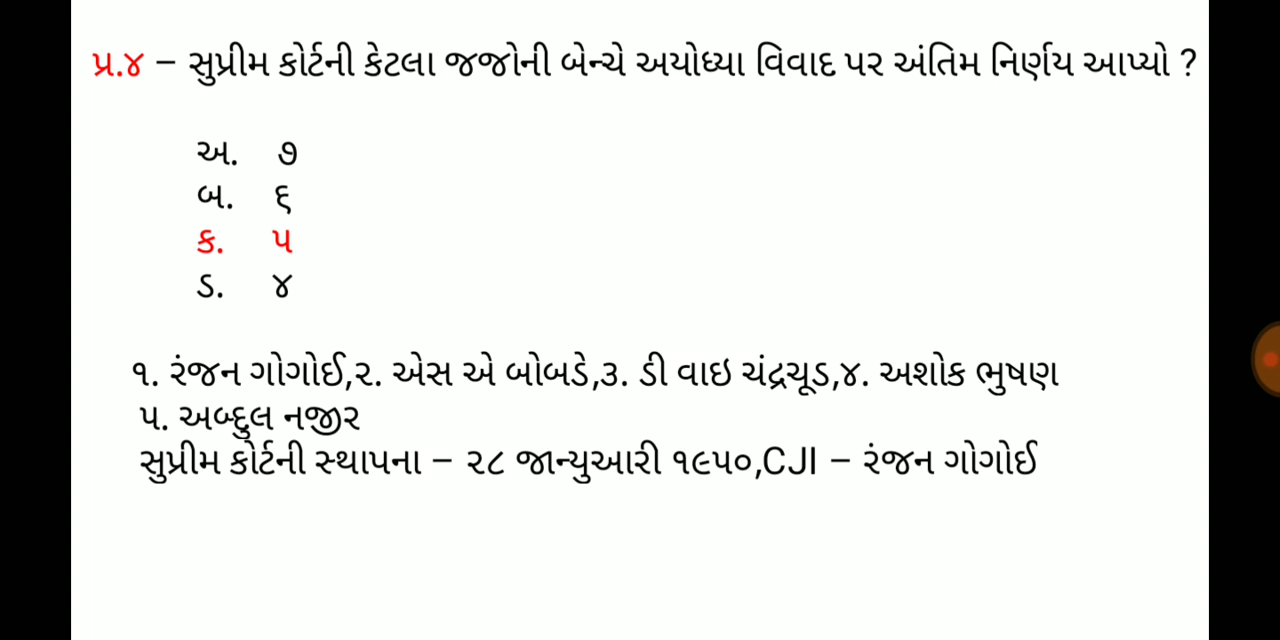 પ્ર.૪ – સુપ્રીમ કોર્ટની કેટલા જજોની બેન્ચે અયોધ્યા વિવાદ પર અંતિમ નિર્ણય આપ્યો ?
અ. ૭
બ. ૬
ક. ૫
ડ. ૪
૧. રંજન ગોગોઈ,૨. એસ એ બોબડે,૩. ડી વાઇ ચંદ્રચૂડ,૪. અશોક ભુષણ
૫. અબ્દુલ નજીર
સુપ્રીમ કોર્ટની સ્થાપના – ૨૮ જાન્યુઆરી ૧૯૫૦,CJI – રંજન ગોગોઈ